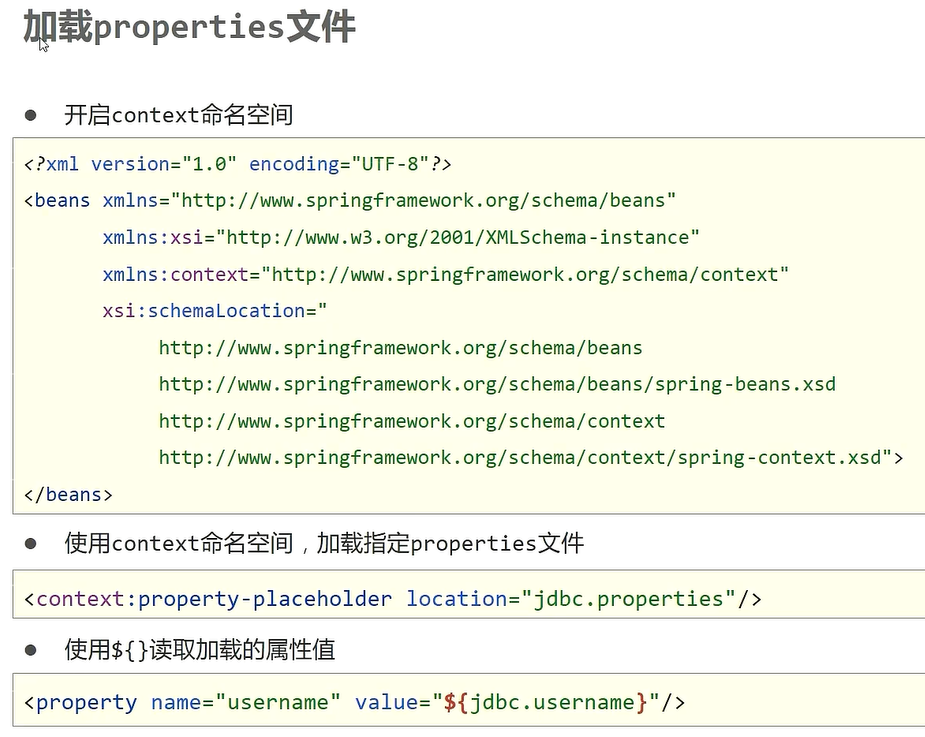 加载properties文件
● 开启context命名空间
<?xml version="1.0" encoding="UTF-8"?>
<beans xmlns="http://www.springframework.org/schema/beans"
xmlns:xsi="http://www.w3.org/2001/XMLSchema-instance"
xmlns:context="http://www.springframework.org/schema/context"
xsi:schemaLocation="
http://www.springframework.org/schema/beans
http://www.springframework.org/schema/beans/spring-beans.xsd
http://www.springframework.org/schema/context
http://www.springframework.org/schema/context/spring-context.xsd">
</beans>
● 使用context命名空间，加载指定properties文件
<context:property-placeholder location="jdbc.properties"/>
● 使用${}读取加载的属性值
<property name="username" value="${jdbc.username}"/>